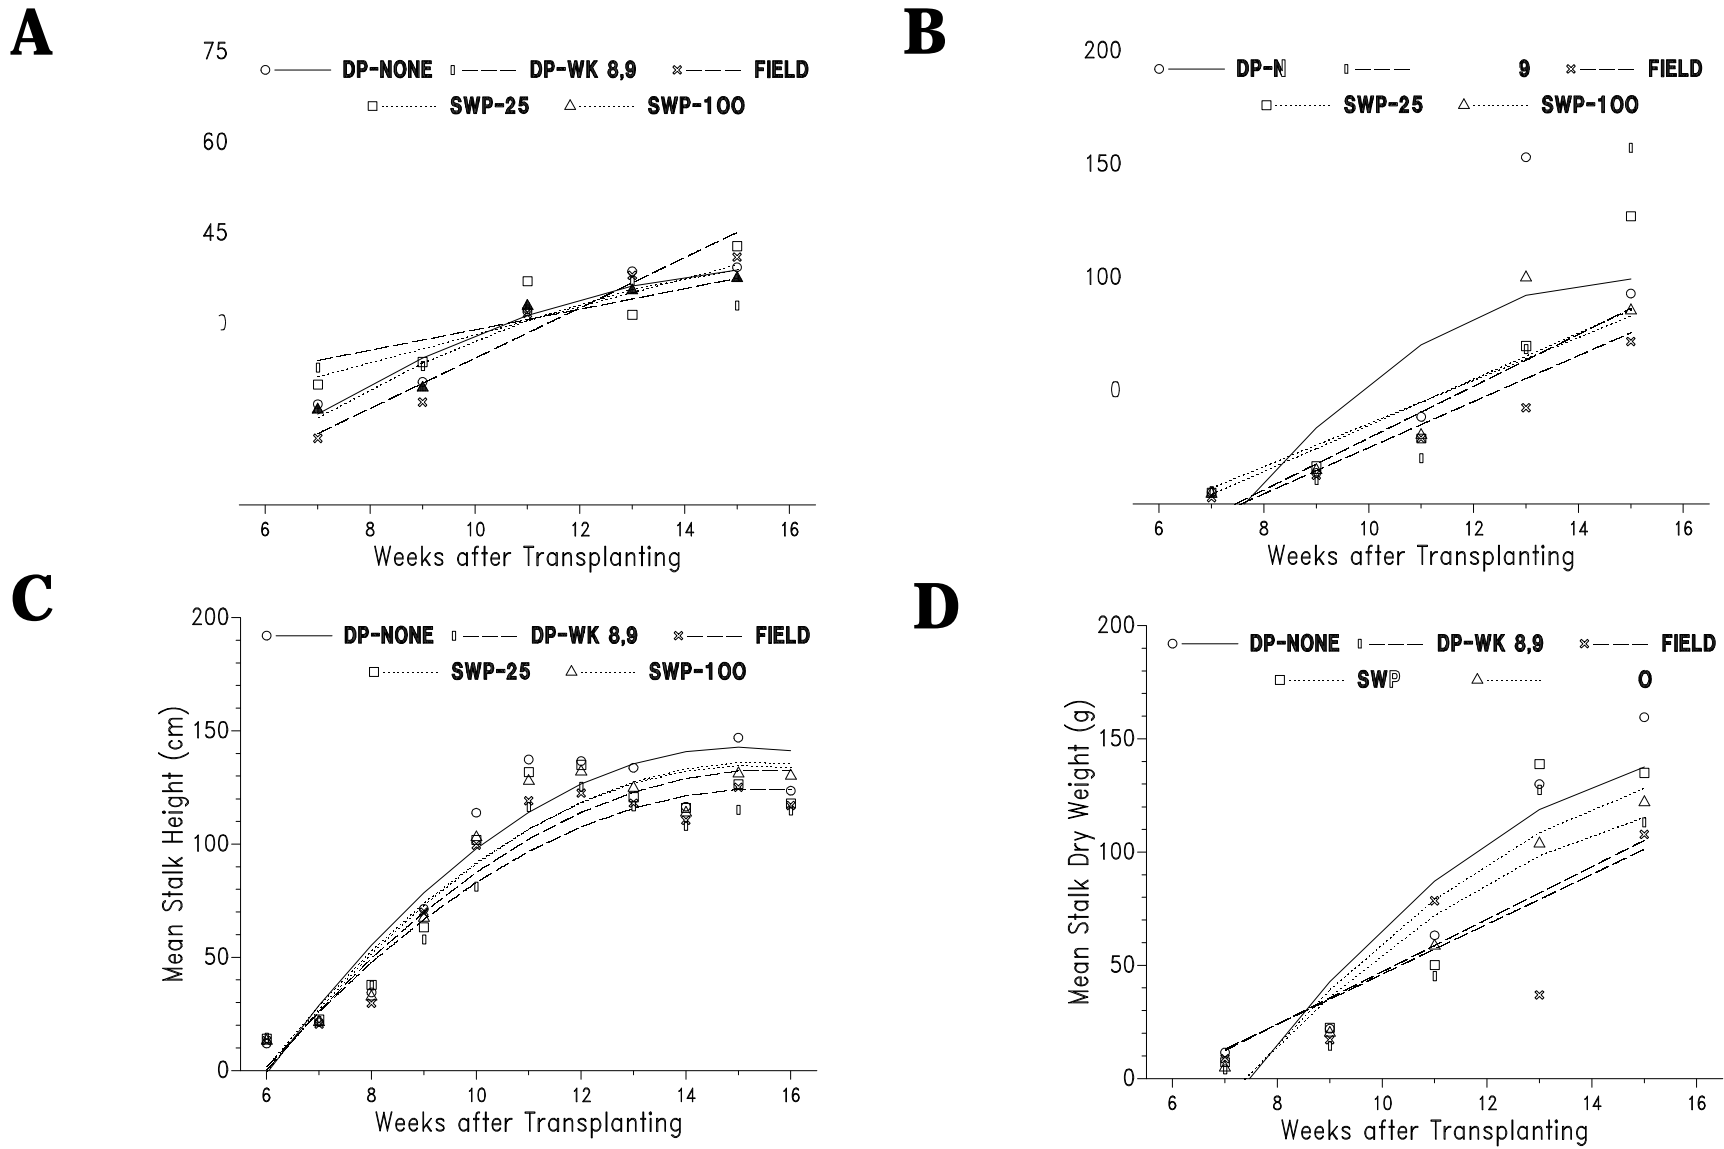 A
75
DP-NONE DP-WK 8,9 FIELD
SWP-25 SWP-100
60
45
6 8 10 12 14 16
Weeks after Transplanting
B
200
9 FIELD
SWP-25 SWP-100
150
100
0
6 8 10 12 14 16
Weeks after Transplanting
C
200
DP-NONE DP-WK 8,9 FIELD
SWP-25 SWP-100
150
100
50
0
Mean Stalk Height (cm)
6 8 10 12 14 16
Weeks after Transplanting
D
200
DP-NONE DP-WK 8,9 FIELD
SWP 0
150
100
50
0
Mean Stalk Dry Weight (g)
6 8 10 12 14 16
Weeks after Transplanting